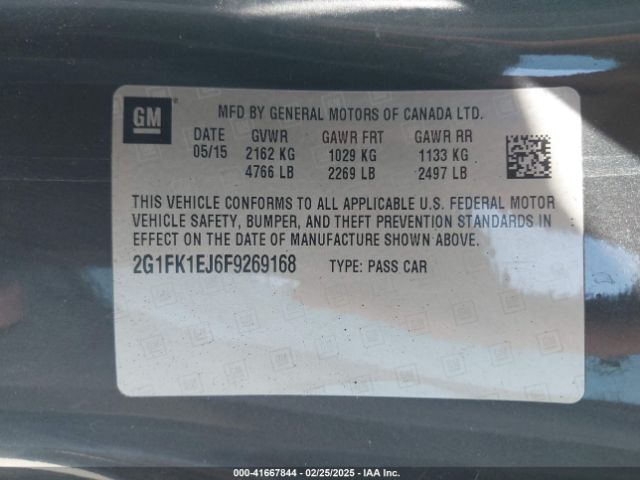 GM
MFD BY GENERAL MOTORS OF CANADA LTD.
DATE GVWR GAWR FRT GAWR RR
05/15 2162 KG 1029 KG 1133 KG
4766 LB 2269 LB 2497 LB
THIS VEHICLE CONFORMS TO ALL APPLICABLE U.S. FEDERAL MOTOR
VEHICLE SAFETY, BUMPER, AND THEFT PREVENTION STANDARDS IN
EFFECT ON THE DATE OF MANUFACTURE SHOWN ABOVE.
2G1FK1EJ6F9269168 TYPE: PASS CAR
232 - 41667844 - 02/25/2025 - IAA Inc.